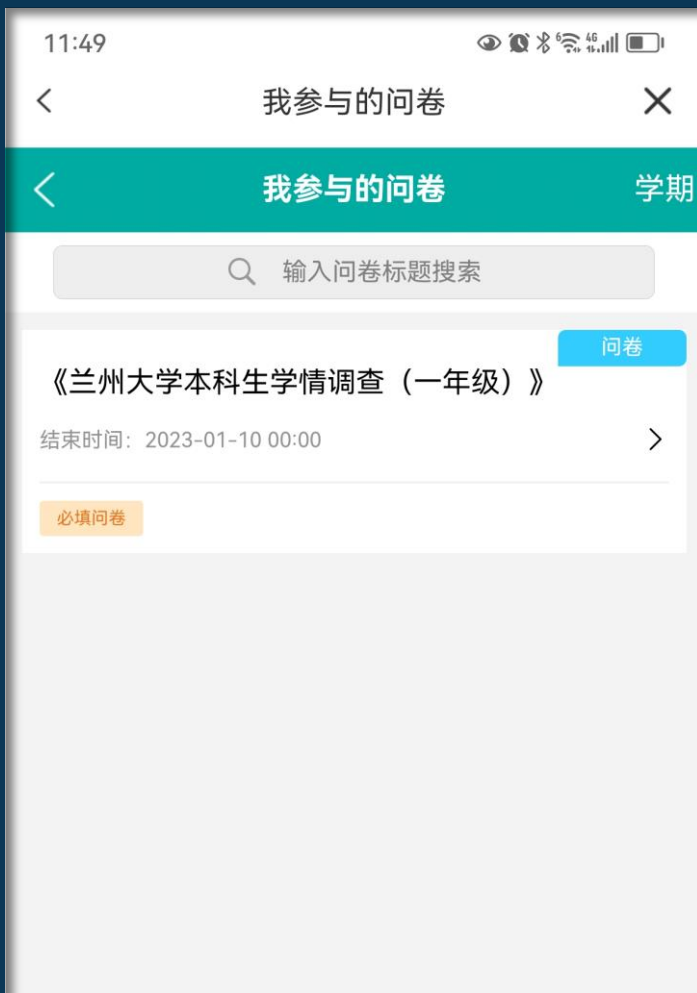 11:49
我参与的问卷
我参与的问卷 学期
输入问卷标题搜索
问卷
《兰州大学本科生学情调查（一年级）》
结束时间：2023-01-10 00:00
必填问卷